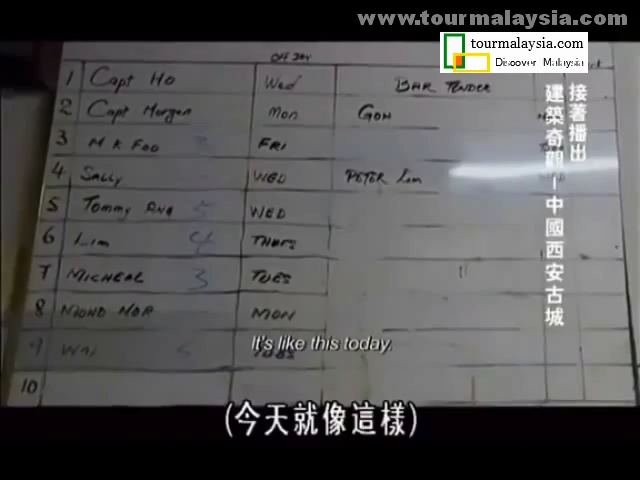 www.tourmalaysia.com
tourmalaysia.com
Discover Malaysia
OFF DAY
1 Capt Ho Wed BAR TENDER
2 Capt Morgan Mon GOH
3 M K FOO FRI
4 SALLY WED PETER Lim
5 Tommy WED 5
6 Lim 4 THURS
7 MICHEAL 3 TUES
8 MOHD NOR MON
9 WAI TUES
10
接著播出
建築奇觀－中國西安古城
It's like this today.
(今天就像這樣)